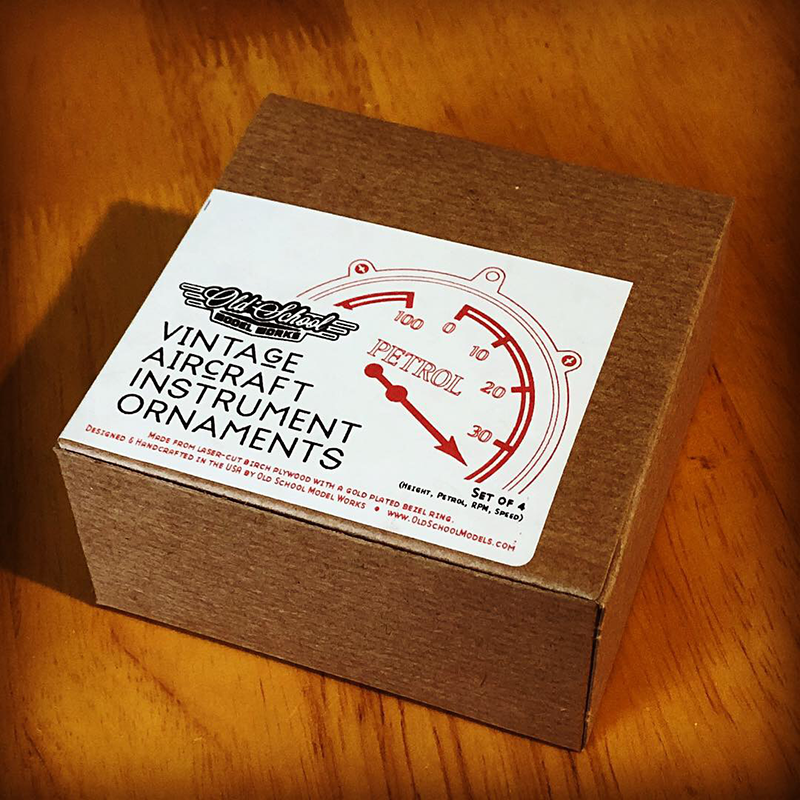 Old School
MODEL WORKS
VINTAGE
AIRCRAFT
INSTRUMENT
ORNAMENTS
MADE FROM LASER-CUT BIRCH PLYWOOD WITH A GOLD PLATED BEZEL RING.
DESIGNED & HANDCRAFTED IN THE USA BY OLD SCHOOL MODEL WORKS • WWW.OLDSCHOOLMODELS.COM
100 0
10
20
30
PETROL
SET OF 4
(HEIGHT, PETROL, RPM, SPEED)